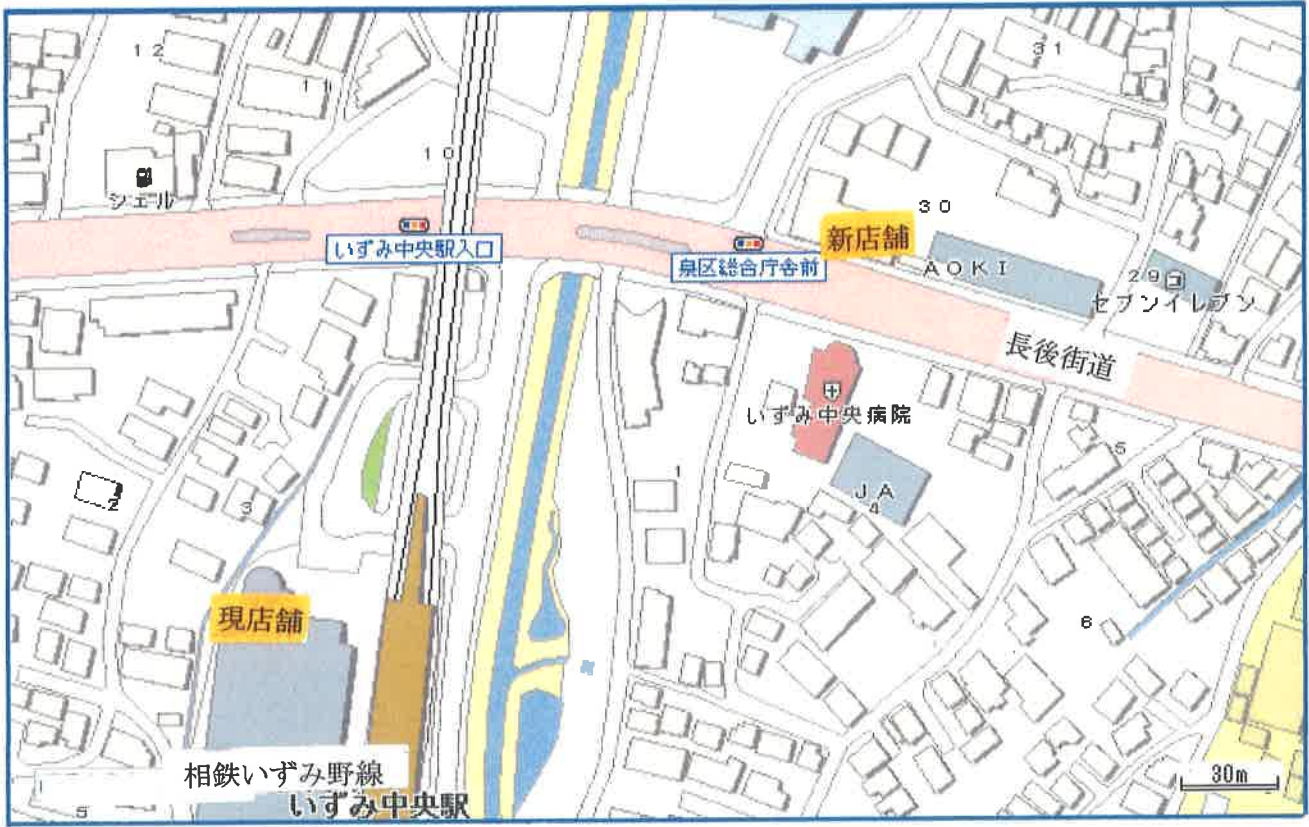 12
11
31
10
シェル
30
新店舗
いずみ中央駅入口
泉区総合庁舎前
AOKI
29
セブンイレブン
長後街道
いずみ中央病院
5
1
JA
4
2
3
6
現店舗
相鉄いずみ野線
いずみ中央駅
5
30m